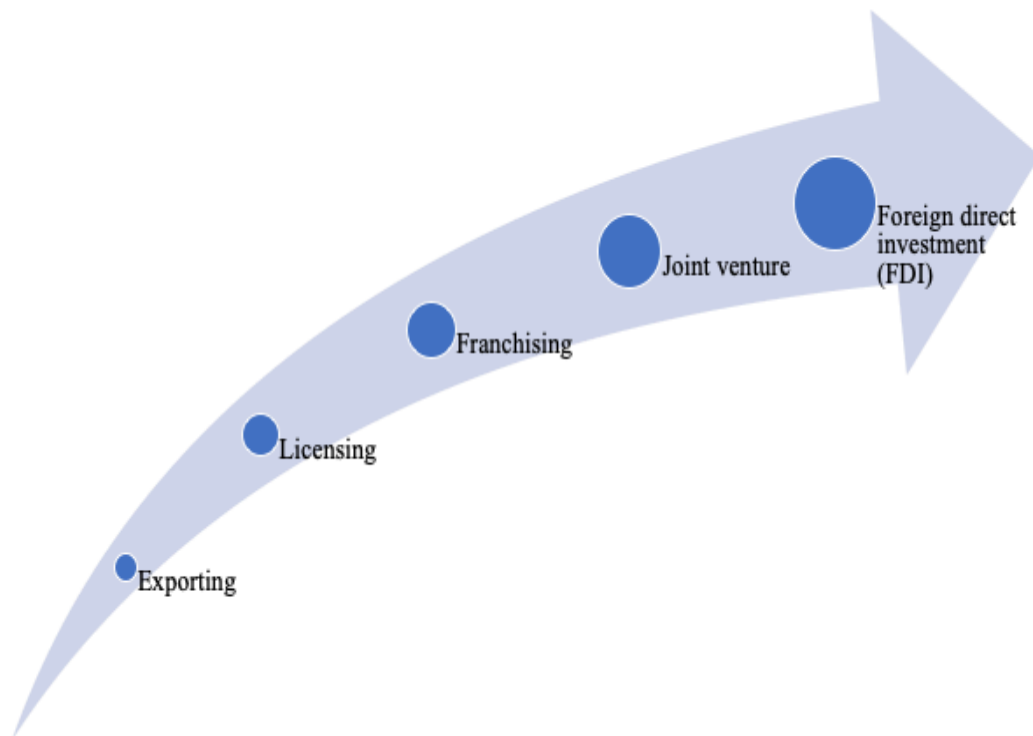 Foreign direct
investment
(FDI)
Joint venture
Franchising
Licensing
Exporting